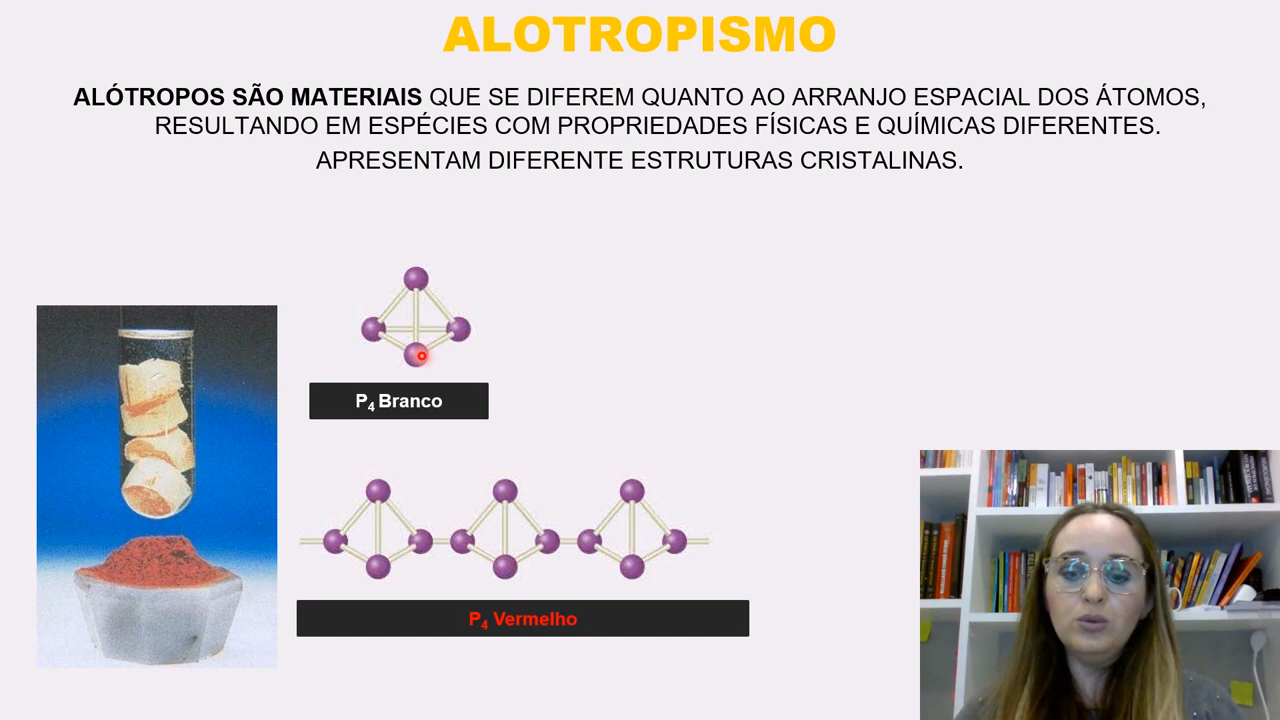 ALOTROPISMO
ALÓTROPOS SÃO MATERIAIS QUE SE DIFEREM QUANTO AO ARRANJO ESPACIAL DOS ÁTOMOS,
RESULTANDO EM ESPÉCIES COM PROPRIEDADES FÍSICAS E QUÍMICAS DIFERENTES.
APRESENTAM DIFERENTE ESTRUTURAS CRISTALINAS.
P₄ Branco
P₄ Vermelho